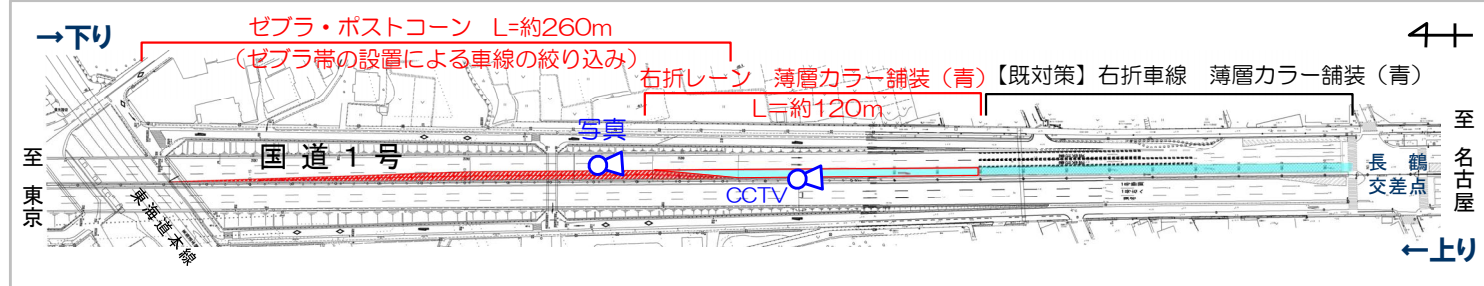 →下り
ゼブラ・ポストコーン L=約260m
（ゼブラ帯の設置による車線の絞り込み）
右折レーン 薄層カラー舗装（青）
L=約120m
【既対策】右折車線 薄層カラー舗装（青）
写真
国道1号
CCTV
至 東京
東海道本線
長鶴
交差点
至 名古屋
←上り